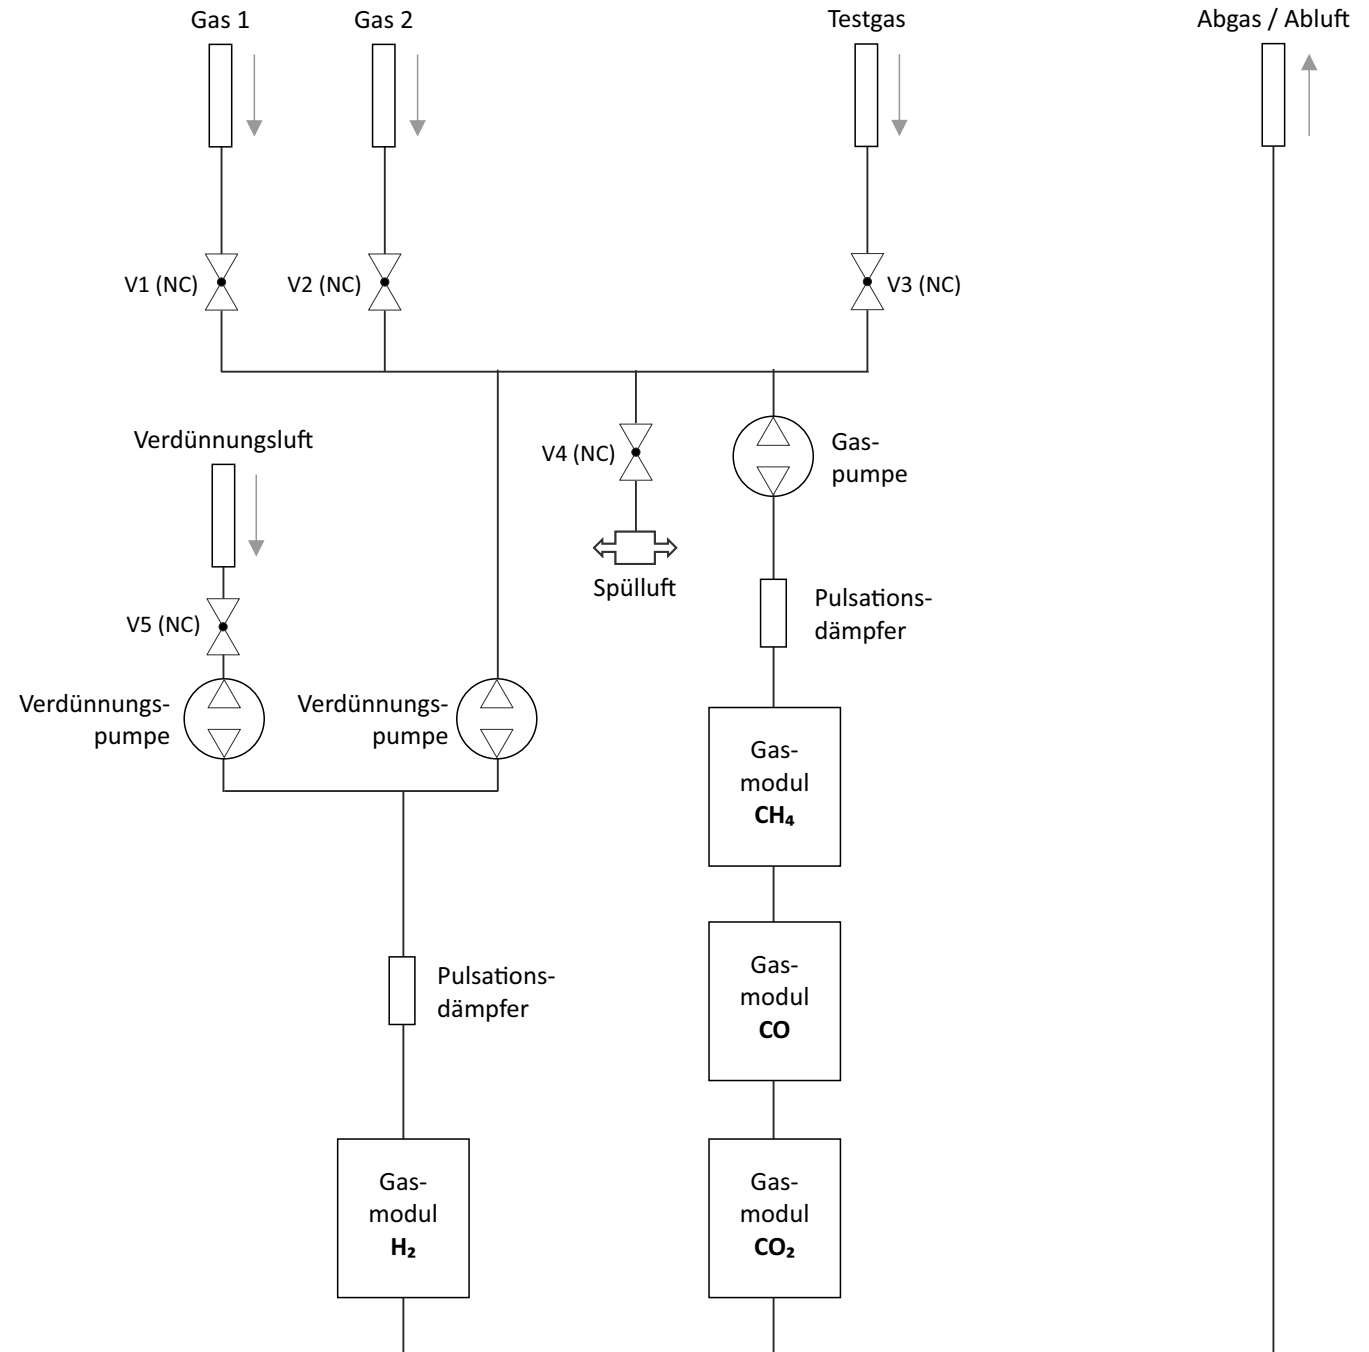 Gas 1
Gas 2
Testgas
Abgas / Abluft
V1 (NC)
V2 (NC)
V3 (NC)
Verdünnungsluft
V4 (NC)
Gas-
pumpe
Spülluft
Pulsations-
dämpfer
V5 (NC)
Verdünnungs-
pumpe
Verdünnungs-
pumpe
Gas-
modul
CH₄
Gas-
modul
CO
Pulsations-
dämpfer
Gas-
modul
H₂
Gas-
modul
CO₂